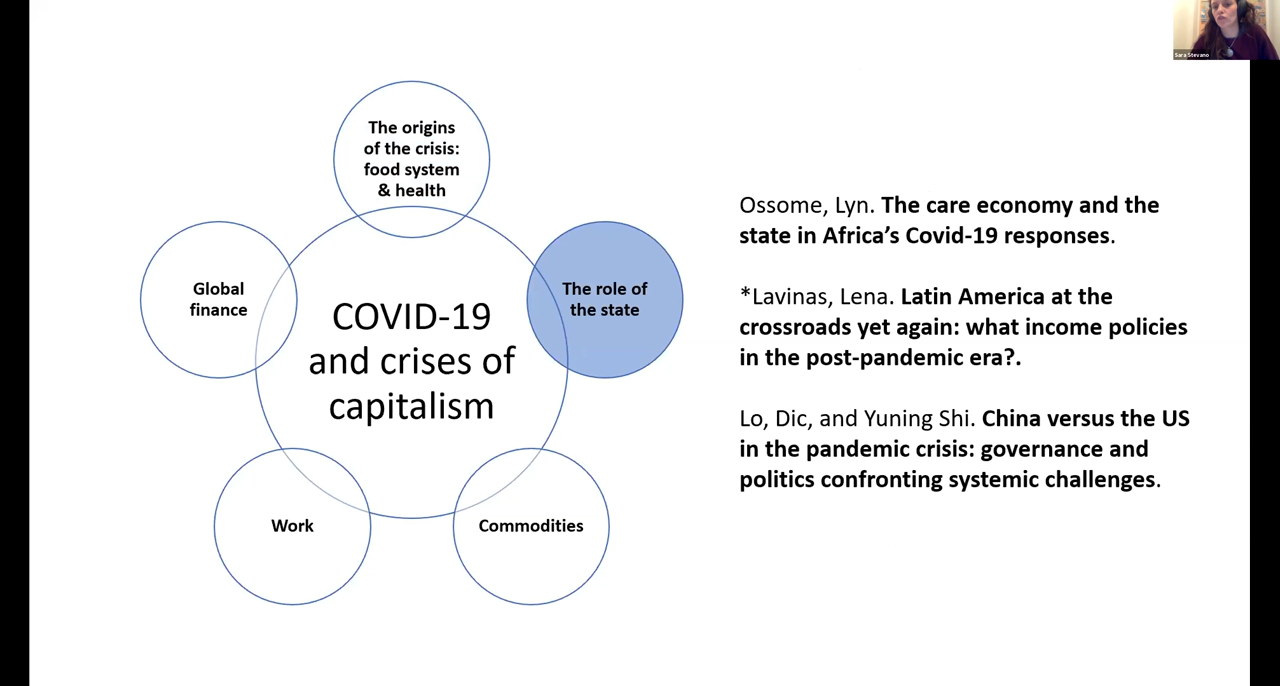 Sara Stevano
The origins
of the crisis:
food system
& health
Global
finance
The role of
the state
COVID-19
and crises of
capitalism
Work
Commodities
Ossome, Lyn. The care economy and the
state in Africa’s Covid-19 responses.
*Lavinas, Lena. Latin America at the
crossroads yet again: what income policies
in the post-pandemic era?.
Lo, Dic, and Yuning Shi. China versus the US
in the pandemic crisis: governance and
politics confronting systemic challenges.